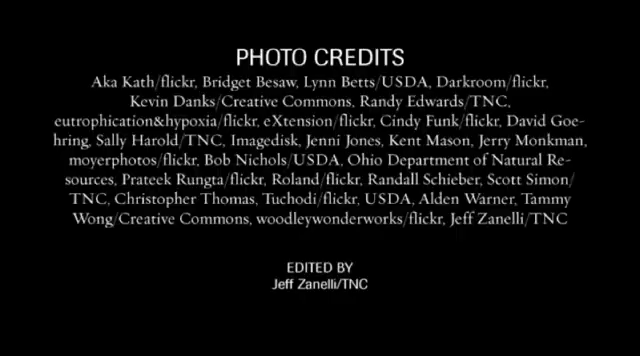 PHOTO CREDITS
Aka Kath/flickr, Bridget Besaw, Lynn Betts/USDA, Darkroom/flickr,
Kevin Danks/Creative Commons, Randy Edwards/TNC,
eutrophication&hypoxia/flickr, eXtension/flickr, Cindy Funk/flickr, David Goe-
hring, Sally Harold/TNC, Imagedisk, Jenni Jones, Kent Mason, Jerry Monkman,
moyerphotos/flickr, Bob Nichols/USDA, Ohio Department of Natural Re-
sources, Prateek Rungta/flickr, Roland/flickr, Randall Schieber, Scott Simon/
TNC, Christopher Thomas, Tuchodi/flickr, USDA, Alden Warner, Tammy
Wong/Creative Commons, woodleywonderworks/flickr, Jeff Zanelli/TNC
EDITED BY
Jeff Zanelli/TNC